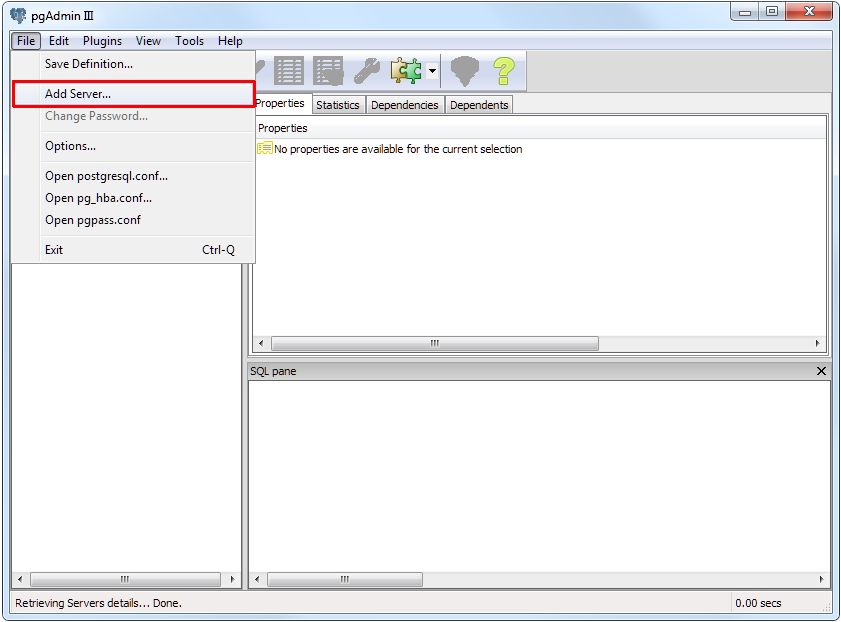 pgAdmin III
File Edit Plugins View Tools Help
Save Definition...
Add Server...
Change Password...
Options...
Open postgresql.conf...
Open pg_hba.conf...
Open pgpass.conf
Exit Ctrl-Q
Properties Statistics Dependencies Dependents
Properties
No properties are available for the current selection
SQL pane
Retrieving Servers details... Done. 0.00 secs